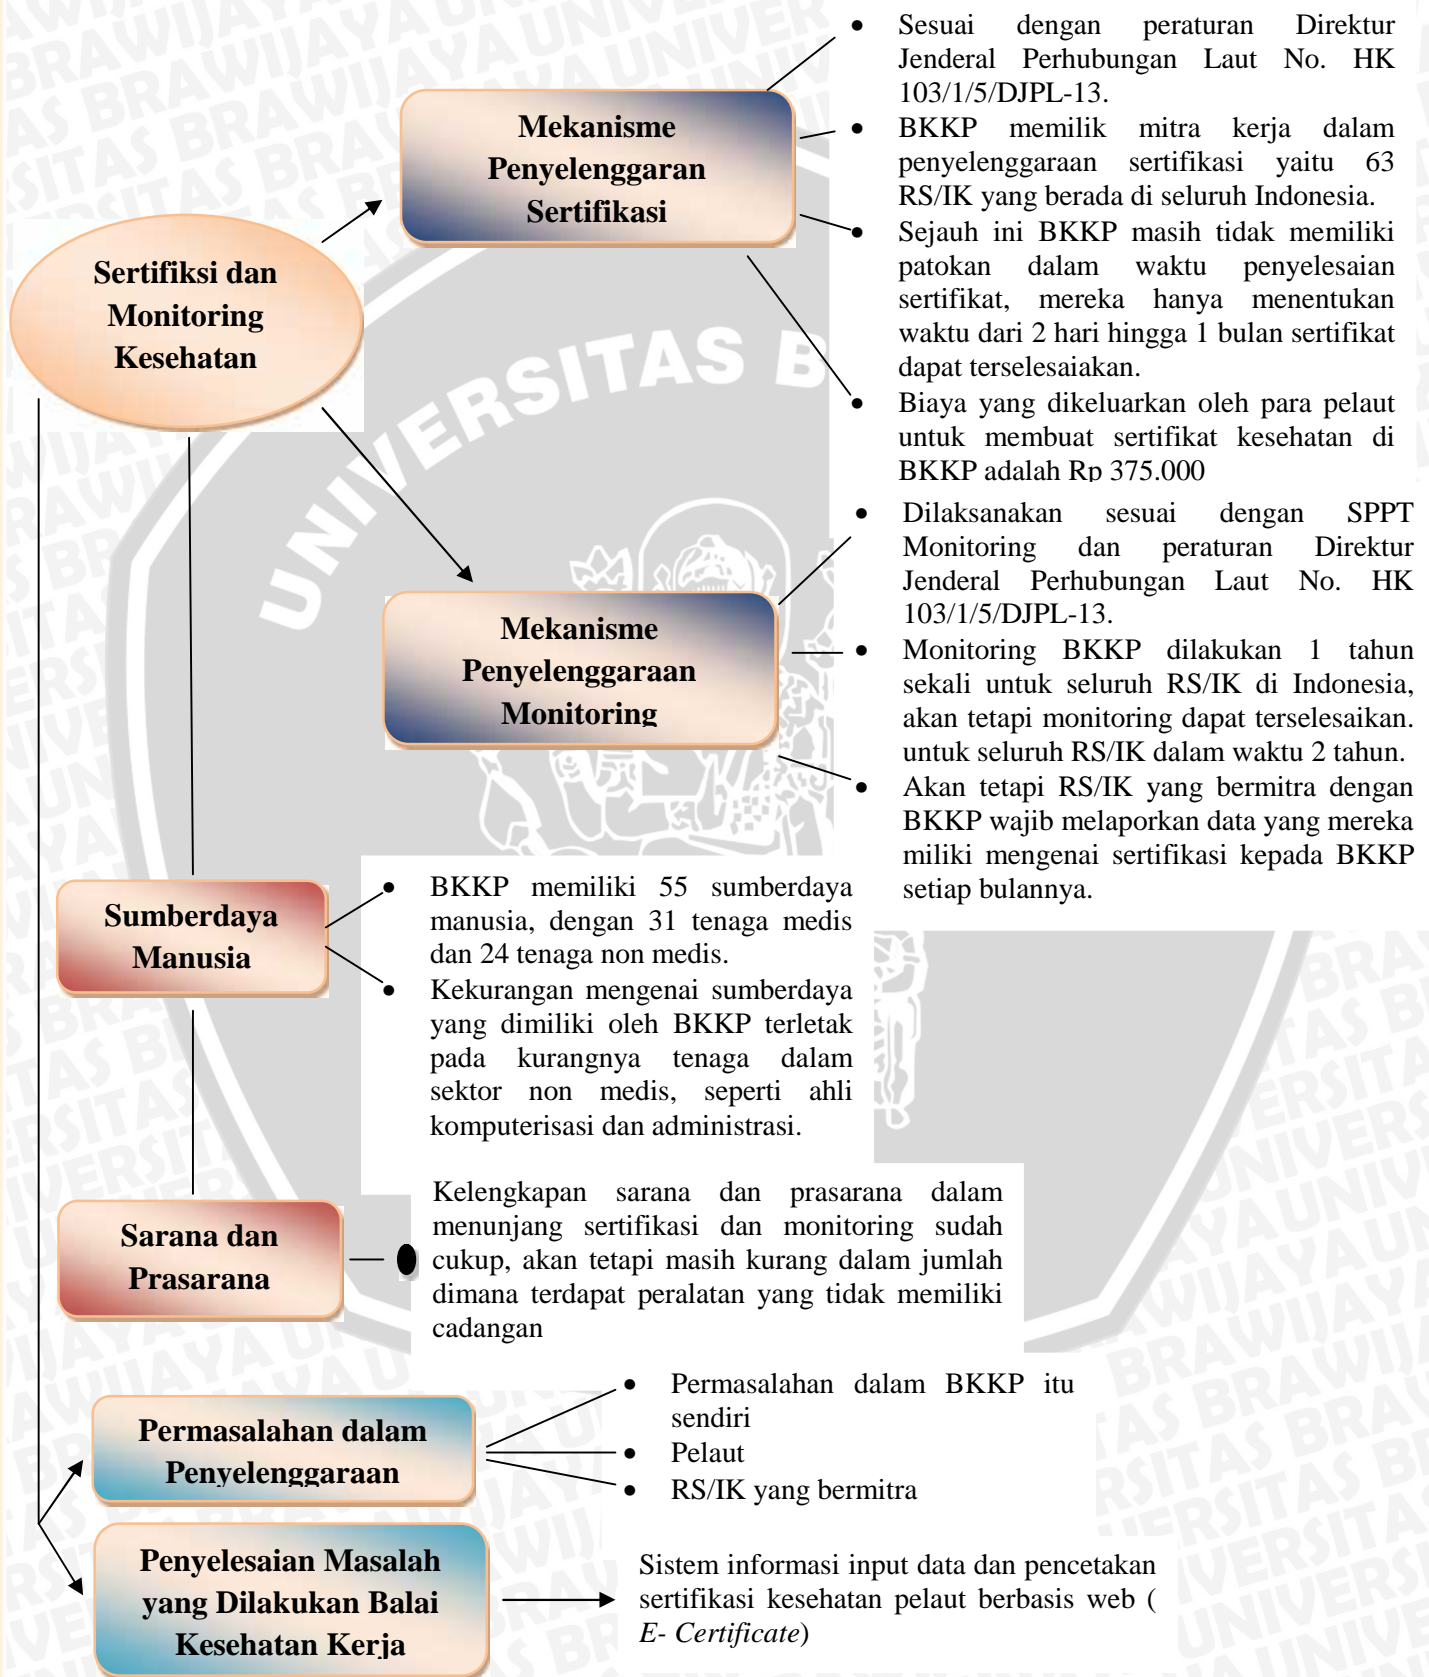 Sertifiksi dan
Monitoring
Kesehatan
Mekanisme
Penyelenggaran
Sertifikasi
• Sesuai dengan peraturan Direktur
Jenderal Perhubungan Laut No. HK
103/1/5/DJPL-13.
• BKKP memilik mitra kerja dalam
penyelenggaraan sertifikasi yaitu 63
RS/IK yang berada di seluruh Indonesia.
• Sejauh ini BKKP masih tidak memiliki
patokan dalam waktu penyelesaian
sertifikat, mereka hanya menentukan
waktu dari 2 hari hingga 1 bulan sertifikat
dapat terselesaiakan.
• Biaya yang dikeluarkan oleh para pelaut
untuk membuat sertifikat kesehatan di
BKKP adalah Rp 375.000
Mekanisme
Penyelenggaraan
Monitoring
• Dilaksanakan sesuai dengan SPPT
Monitoring dan peraturan Direktur
Jenderal Perhubungan Laut No. HK
103/1/5/DJPL-13.
• Monitoring BKKP dilakukan 1 tahun
sekali untuk seluruh RS/IK di Indonesia,
akan tetapi monitoring dapat terselesaikan.
untuk seluruh RS/IK dalam waktu 2 tahun.
• Akan tetapi RS/IK yang bermitra dengan
BKKP wajib melaporkan data yang mereka
miliki mengenai sertifikasi kepada BKKP
setiap bulannya.
Sumberdaya
Manusia
• BKKP memiliki 55 sumberdaya
manusia, dengan 31 tenaga medis
dan 24 tenaga non medis.
• Kekurangan mengenai sumberdaya
yang dimiliki oleh BKKP terletak
pada kurangnya tenaga dalam
sektor non medis, seperti ahli
komputerisasi dan administrasi.
Sarana dan
Prasarana
Kelengkapan sarana dan prasarana dalam
menunjang sertifikasi dan monitoring sudah
cukup, akan tetapi masih kurang dalam jumlah
dimana terdapat peralatan yang tidak memiliki
cadangan
Permasalahan dalam
Penyelenggaraan
• Permasalahan dalam BKKP itu
sendiri
• Pelaut
• RS/IK yang bermitra
Penyelesaian Masalah
yang Dilakukan Balai
Kesehatan Kerja
Sistem informasi input data dan pencetakan
sertifikasi kesehatan pelaut berbasis web (
E- Certificate)
UNIVERSITAS B